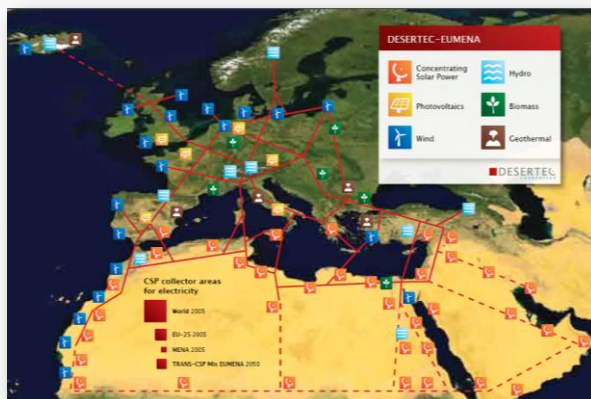 DESERTEC-EUMENA
Concentrating
Solar Power
Hydro
Photovoltaics
Biomass
Wind
Geothermal
DESERTEC
FOUNDATION
CSP collector areas
for electricity
World 2005
EU-25 2005
MENA 2005
TRANS-CSP Mix EUMENA 2050